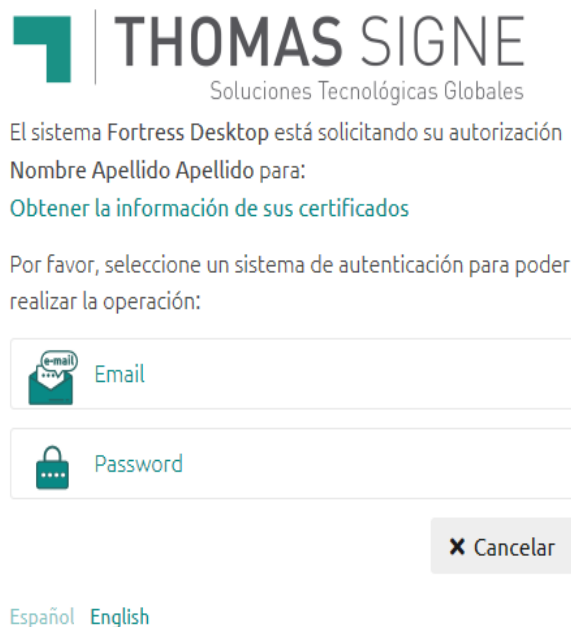 THOMAS SIGNE
Soluciones Tecnológicas Globales
El sistema Fortress Desktop está solicitando su autorización
Nombre Apellido Apellido para:
Obtener la información de sus certificados
Por favor, seleccione un sistema de autenticación para poder
realizar la operación:
e-mail
Email
Password
✖ Cancelar
Español English